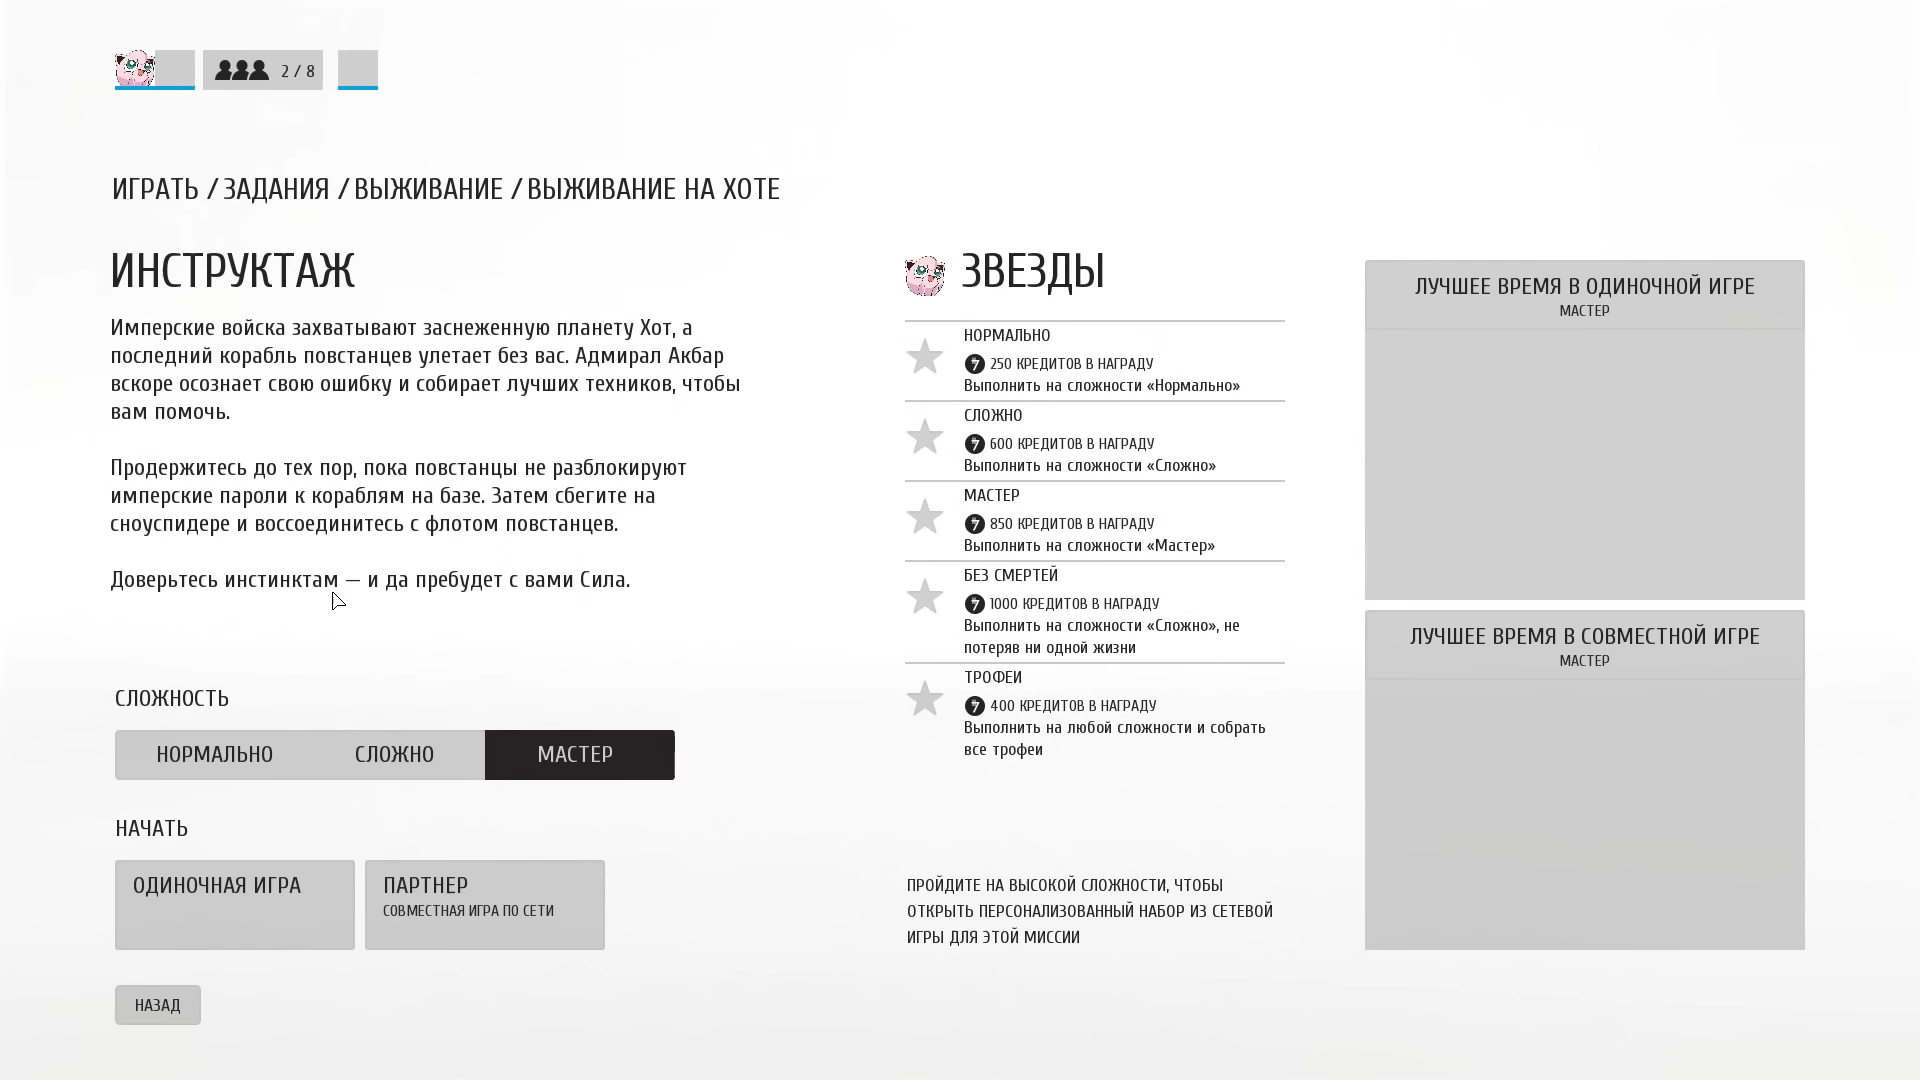 2 / 8
ИГРАТЬ / ЗАДАНИЯ / ВЫЖИВАНИЕ / ВЫЖИВАНИЕ НА ХОТЕ
ИНСТРУКТАЖ
Имперские войска захватывают заснеженную планету Хот, а
последний корабль повстанцев улетает без вас. Адмирал Акбар
вскоре осознает свою ошибку и собирает лучших техников, чтобы
вам помочь.
Продержитесь до тех пор, пока повстанцы не разблокируют
имперские пароли к кораблям на базе. Затем сбегите на
сноуспидере и воссоединитесь с флотом повстанцев.
Доверьтесь инстинктам — и да пребудет с вами Сила.
СЛОЖНОСТЬ
НОРМАЛЬНО
СЛОЖНО
МАСТЕР
НАЧАТЬ
ОДИНОЧНАЯ ИГРА
ПАРТНЕР
СОВМЕСТНАЯ ИГРА ПО СЕТИ
НАЗАД
ЗВЕЗДЫ
НОРМАЛЬНО
250 КРЕДИТОВ В НАГРАДУ
Выполнить на сложности «Нормально»
СЛОЖНО
600 КРЕДИТОВ В НАГРАДУ
Выполнить на сложности «Сложно»
МАСТЕР
850 КРЕДИТОВ В НАГРАДУ
Выполнить на сложности «Мастер»
БЕЗ СМЕРТЕЙ
1000 КРЕДИТОВ В НАГРАДУ
Выполнить на сложности «Сложно», не
потеряв ни одной жизни
ТРОФЕИ
400 КРЕДИТОВ В НАГРАДУ
Выполнить на любой сложности и собрать
все трофеи
ПРОЙДИТЕ НА ВЫСОКОЙ СЛОЖНОСТИ, ЧТОБЫ
ОТКРЫТЬ ПЕРСОНАЛИЗОВАННЫЙ НАБОР ИЗ СЕТЕВОЙ
ИГРЫ ДЛЯ ЭТОЙ МИССИИ
ЛУЧШЕЕ ВРЕМЯ В ОДИНОЧНОЙ ИГРЕ
МАСТЕР
ЛУЧШЕЕ ВРЕМЯ В СОВМЕСТНОЙ ИГРЕ
МАСТЕР